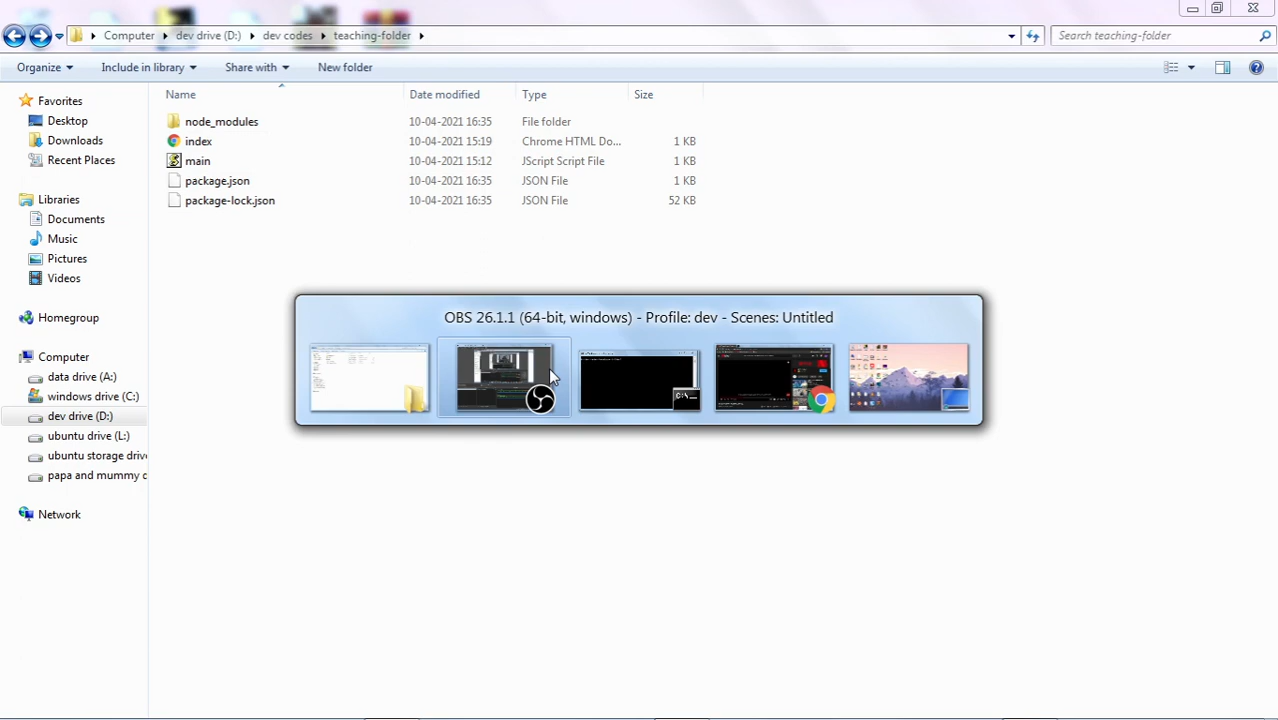 Computer dev drive (D:) dev codes teaching-folder
Search teaching-folder
Organize Include in library Share with New folder
Name Date modified Type Size
Favorites
Desktop
Downloads
Recent Places
Libraries
Documents
Music
Pictures
Videos
Homegroup
Computer
data drive (A:)
windows drive (C:)
dev drive (D:)
ubuntu drive (L:)
ubuntu storage driv
papa and mummy d
Network
node_modules 10-04-2021 16:35 File folder
index 10-04-2021 15:19 Chrome HTML Do... 1 KB
main 10-04-2021 15:12 JScript Script File 1 KB
package.json 10-04-2021 16:35 JSON File 1 KB
package-lock.json 10-04-2021 16:35 JSON File 52 KB
OBS 26.1.1 (64-bit, windows) - Profile: dev - Scenes: Untitled
C:\_